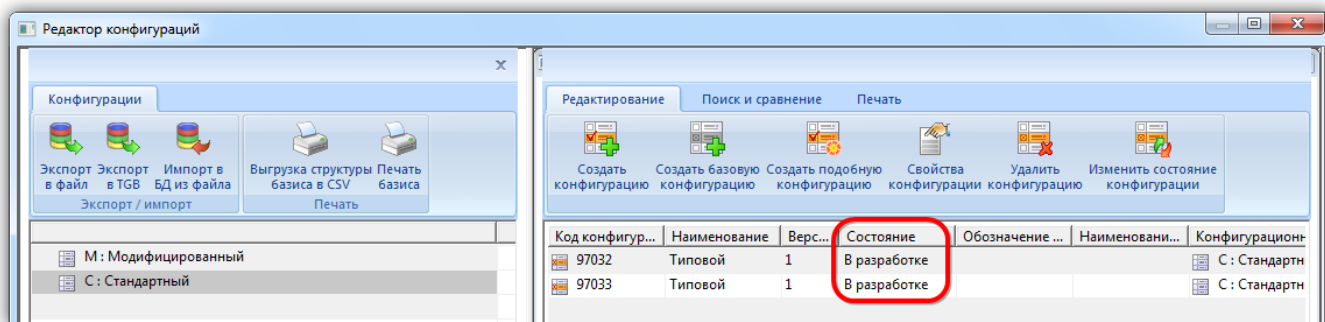 Редактор конфигураций
Конфигурации
Экспорт в файл
Экспорт в TGB
Импорт в БД из файла
Экспорт / импорт
Выгрузка структуры базиса в CSV
Печать базиса
Печать
М : Модифицированный
С : Стандартный
Редактирование Поиск и сравнение Печать
Создать конфигурацию
Создать базовую конфигурацию
Создать подобную конфигурацию
Свойства конфигурации
Удалить конфигурацию
Изменить состояние конфигурации
Код конфигур... Наименование Верс... Состояние Обозначение ... Наименовани... Конфигурационн
97032 Типовой 1 В разработке С : Стандартн
97033 Типовой 1 В разработке С : Стандартн